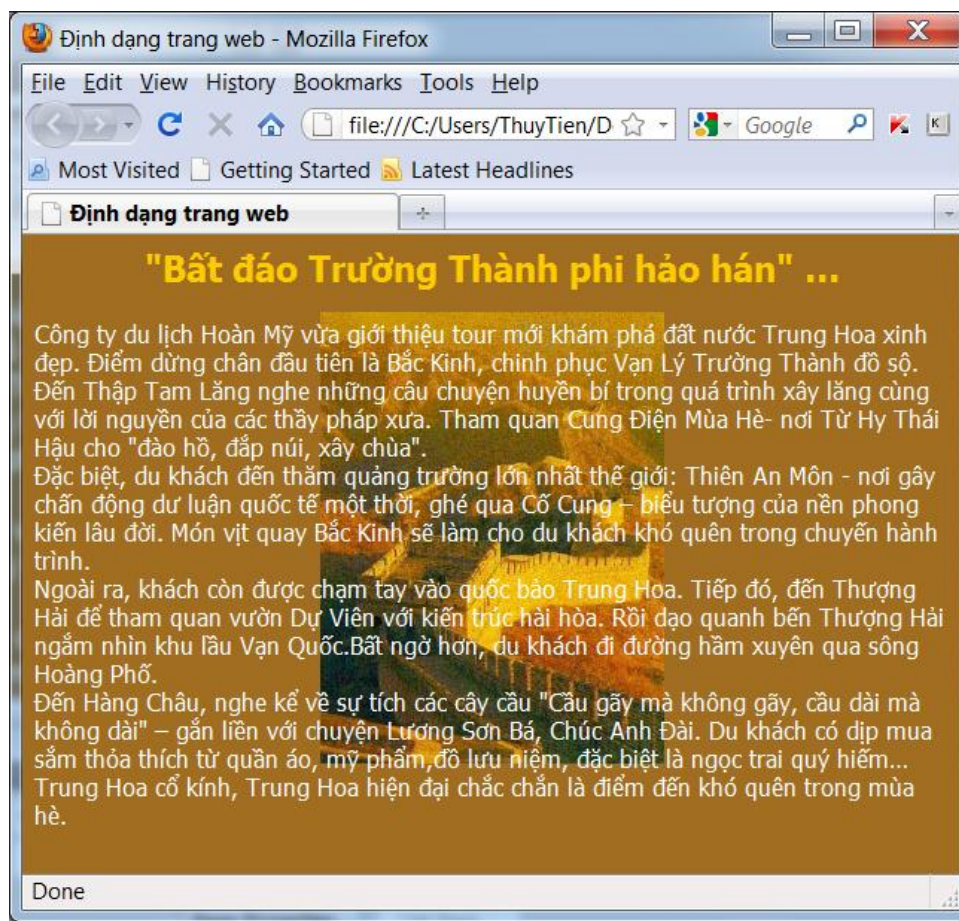 Định dạng trang web - Mozilla Firefox
File Edit View History Bookmarks Tools Help
file:///C:/Users/ThuyTien/D
Google
K
Most Visited Getting Started Latest Headlines
Định dạng trang web
"Bất đáo Trường Thành phi hảo hán" ...
Công ty du lịch Hoàn Mỹ vừa giới thiệu tour mới khám phá đất nước Trung Hoa xinh
đẹp. Điểm dừng chân đầu tiên là Bắc Kinh, chinh phục Vạn Lý Trường Thành đồ sộ.
Đến Thập Tam Lăng nghe những câu chuyện huyền bí trong quá trình xây lăng cùng
với lời nguyền của các thầy pháp xưa. Tham quan Cung Điện Mùa Hè- nơi Từ Hy Thái
Hậu cho "đào hồ, đắp núi, xây chùa".
Đặc biệt, du khách đến thăm quảng trường lớn nhất thế giới: Thiên An Môn - nơi gây
chấn động dư luận quốc tế một thời, ghé qua Cố Cung – biểu tượng của nền phong
kiến lâu đời. Món vịt quay Bắc Kinh sẽ làm cho du khách khó quên trong chuyến hành
trình.
Ngoài ra, khách còn được chạm tay vào quốc bảo Trung Hoa. Tiếp đó, đến Thượng
Hải để tham quan vườn Dự Viên với kiến trúc hài hòa. Rồi dạo quanh bến Thượng Hải
ngắm nhìn khu lầu Vạn Quốc.Bất ngờ hơn, du khách đi đường hầm xuyên qua sông
Hoàng Phố.
Đến Hàng Châu, nghe kể về sự tích các cây cầu "Cầu gãy mà không gãy, cầu dài mà
không dài" – gắn liền với chuyện Lương Sơn Bá, Chúc Anh Đài. Du khách có dịp mua
sắm thỏa thích từ quần áo, mỹ phẩm,đồ lưu niệm, đặc biệt là ngọc trai quý hiếm...
Trung Hoa cổ kính, Trung Hoa hiện đại chắc chắn là điểm đến khó quên trong mùa
hè.
Done